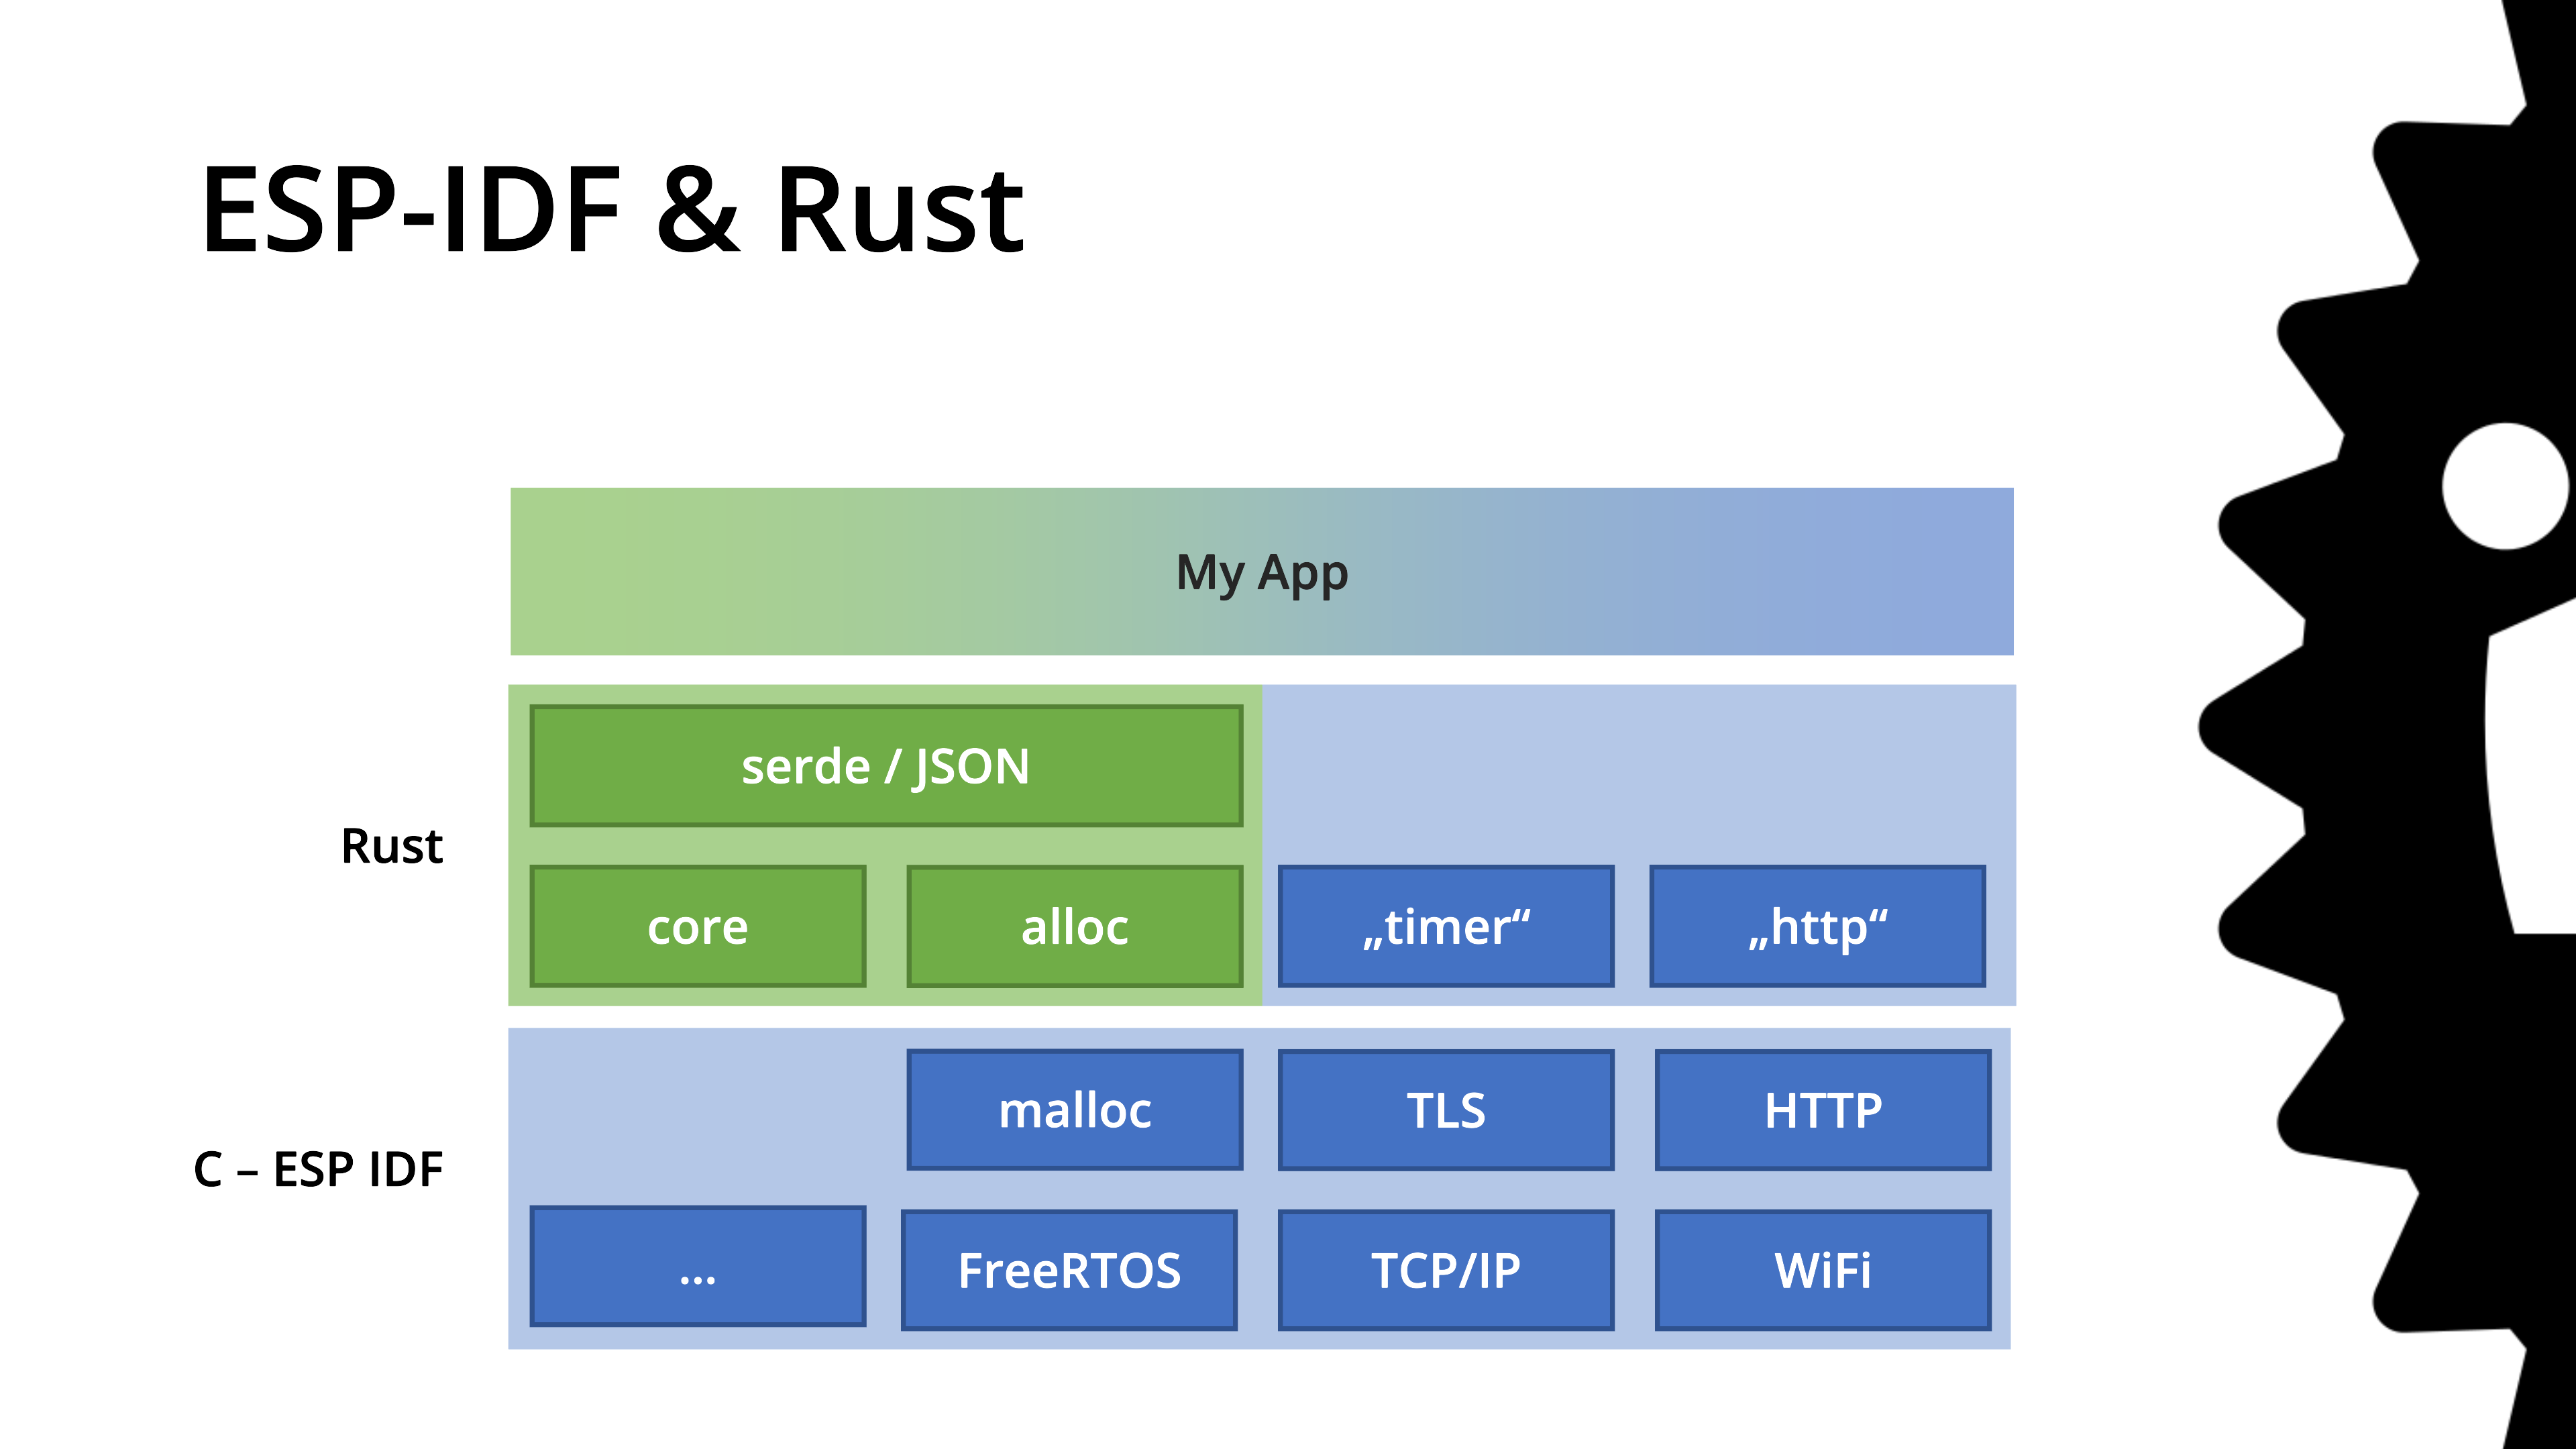 ESP-IDF & Rust
My App
Rust
serde / JSON
core
alloc
„timer“
„http“
C – ESP IDF
malloc
TLS
HTTP
...
FreeRTOS
TCP/IP
WiFi